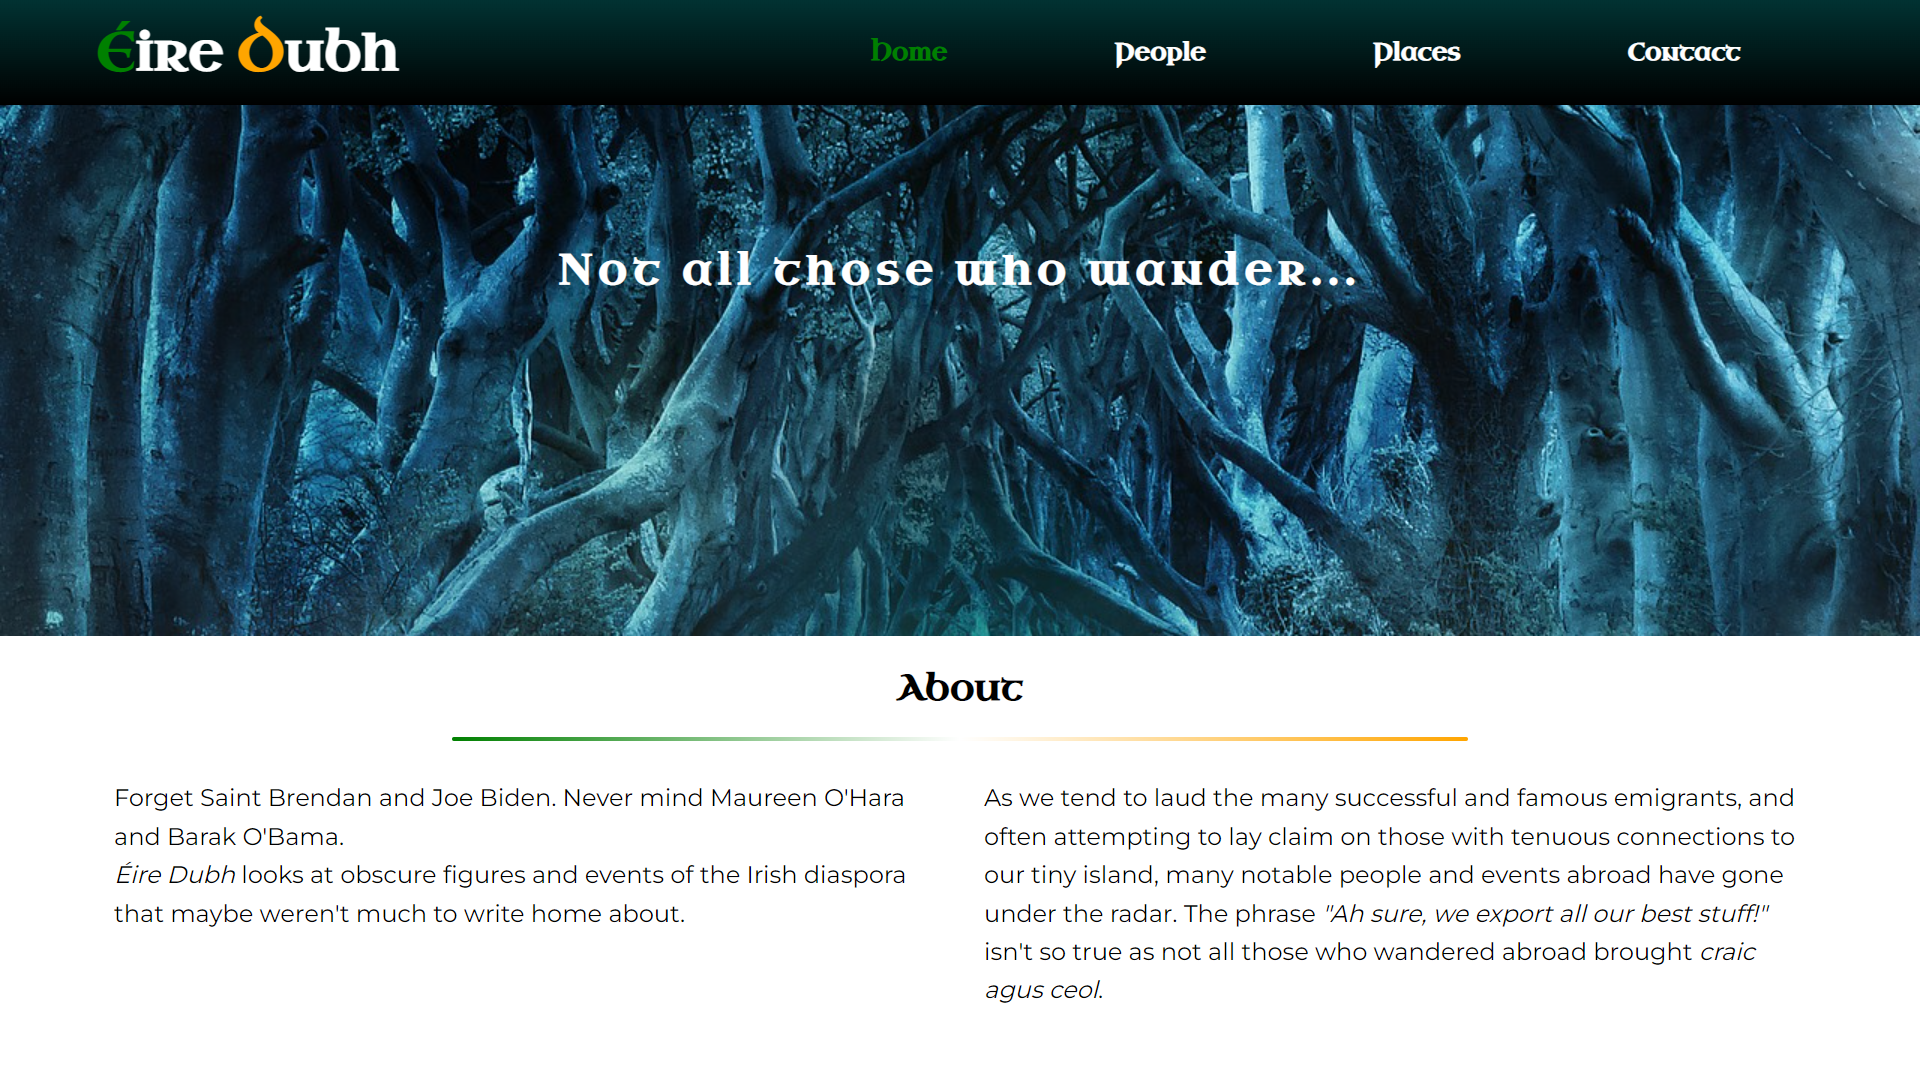 Éire Dubh
Home People Places Contact
Not all those who wander...
About
Forget Saint Brendan and Joe Biden. Never mind Maureen O'Hara
and Barak O'Bama.
Éire Dubh looks at obscure figures and events of the Irish diaspora
that maybe weren't much to write home about.
As we tend to laud the many successful and famous emigrants, and
often attempting to lay claim on those with tenuous connections to
our tiny island, many notable people and events abroad have gone
under the radar. The phrase "Ah sure, we export all our best stuff!"
isn't so true as not all those who wandered abroad brought craic
agus ceol.